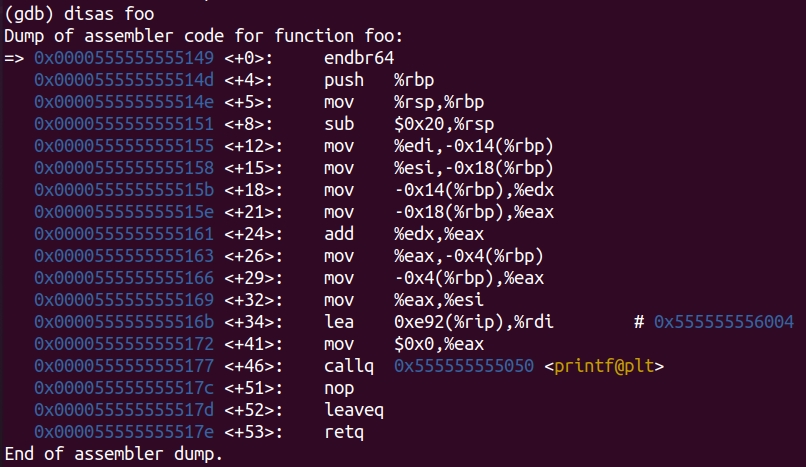 (gdb) disas foo
Dump of assembler code for function foo:
=> 0x0000555555555149 <+0>:     endbr64
   0x000055555555514d <+4>:     push   %rbp
   0x000055555555514e <+5>:     mov    %rsp,%rbp
   0x0000555555555151 <+8>:     sub    $0x20,%rsp
   0x0000555555555155 <+12>:    mov    %edi,-0x14(%rbp)
   0x0000555555555158 <+15>:    mov    %esi,-0x18(%rbp)
   0x000055555555515b <+18>:    mov    -0x14(%rbp),%edx
   0x000055555555515e <+21>:    mov    -0x18(%rbp),%eax
   0x0000555555555161 <+24>:    add    %edx,%eax
   0x0000555555555163 <+26>:    mov    %eax,-0x4(%rbp)
   0x0000555555555166 <+29>:    mov    -0x4(%rbp),%eax
   0x0000555555555169 <+32>:    mov    %eax,%esi
   0x000055555555516b <+34>:    lea    0xe92(%rip),%rdi        # 0x555555556004
   0x0000555555555172 <+41>:    mov    $0x0,%eax
   0x0000555555555177 <+46>:    callq  0x555555555050 <printf@plt>
   0x000055555555517c <+51>:    nop
   0x000055555555517d <+52>:    leaveq
   0x000055555555517e <+53>:    retq
End of assembler dump.